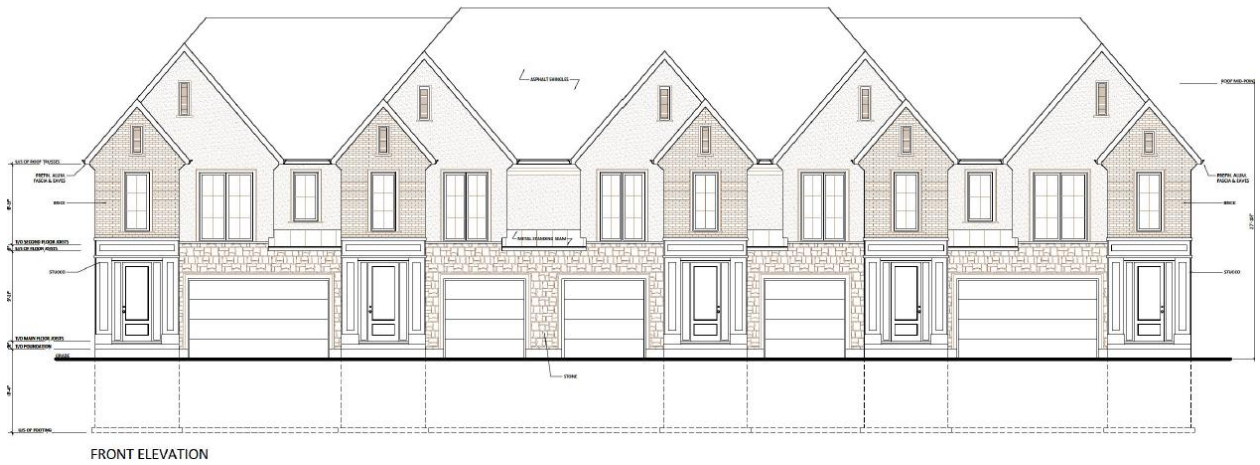 ASPHALT SHINGLES
ROOF MID-POINT
U/S OF ROOF TRUSSES
PREFIN. ALUM.
FASCIA & EAVES
PREFIN. ALUM.
FASCIA & EAVES
BRICK
BRICK
T/O SECOND FLOOR JOISTS
U/S OF FLOOR JOISTS
METAL STANDING SEAM
STUCCO
STUCCO
T/O MAIN FLOOR JOISTS
T/O FOUNDATION
GRADE
STONE
U/S OF FOOTING
FRONT ELEVATION